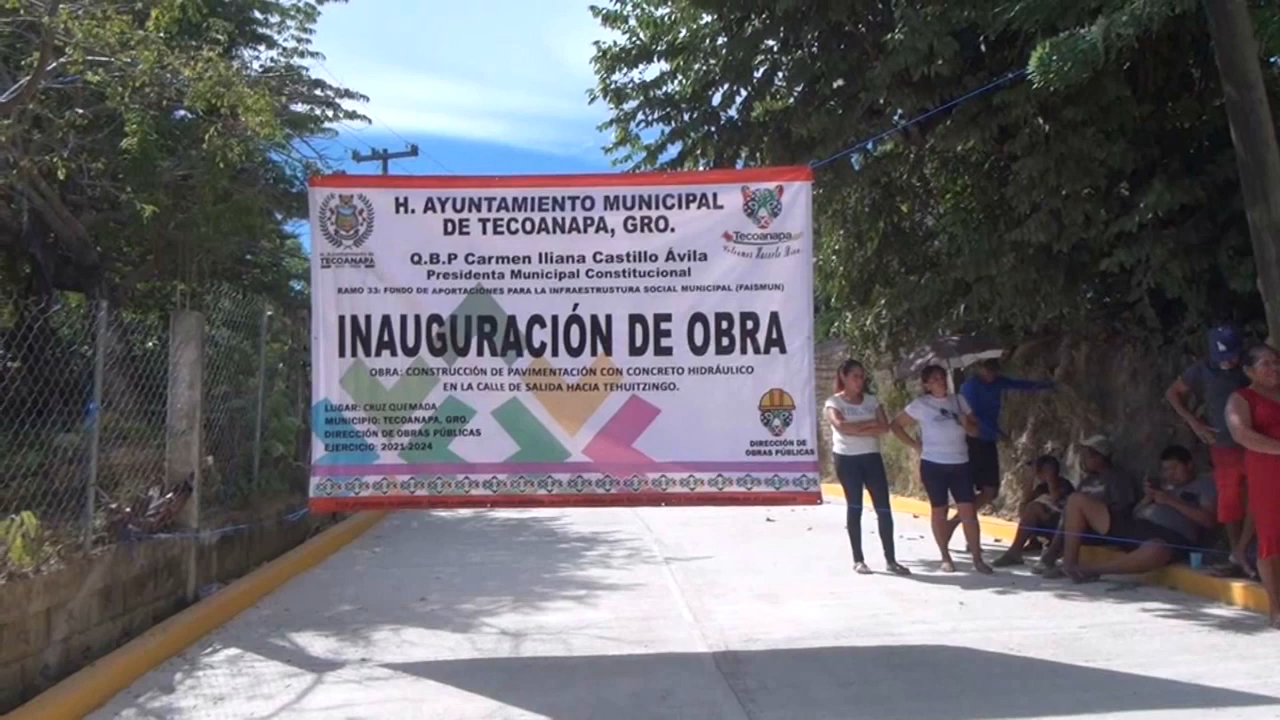 H. AYUNTAMIENTO MUNICIPAL
DE TECOANAPA, GRO.
Q.B.P Carmen Iliana Castillo Ávila
Presidenta Municipal Constitucional
RAMO 33: FONDO DE APORTACIONES PARA LA INFRAESTRUSTURA SOCIAL MUNICIPAL (FAISMUN)
INAUGURACIÓN DE OBRA
OBRA: CONSTRUCCIÓN DE PAVIMENTACIÓN CON CONCRETO HIDRÁULICO
EN LA CALLE DE SALIDA HACIA TEHUITZINGO.
LUGAR: CRUZ QUEMADA
MUNICIPIO: TECOANAPA, GRO.
DIRECCIÓN DE OBRAS PÚBLICAS
EJERCICIO: 2021-2024
H. Ayuntamiento de
TECOANAPA
Tecoanapa
DIRECCIÓN DE
OBRAS PÚBLICAS